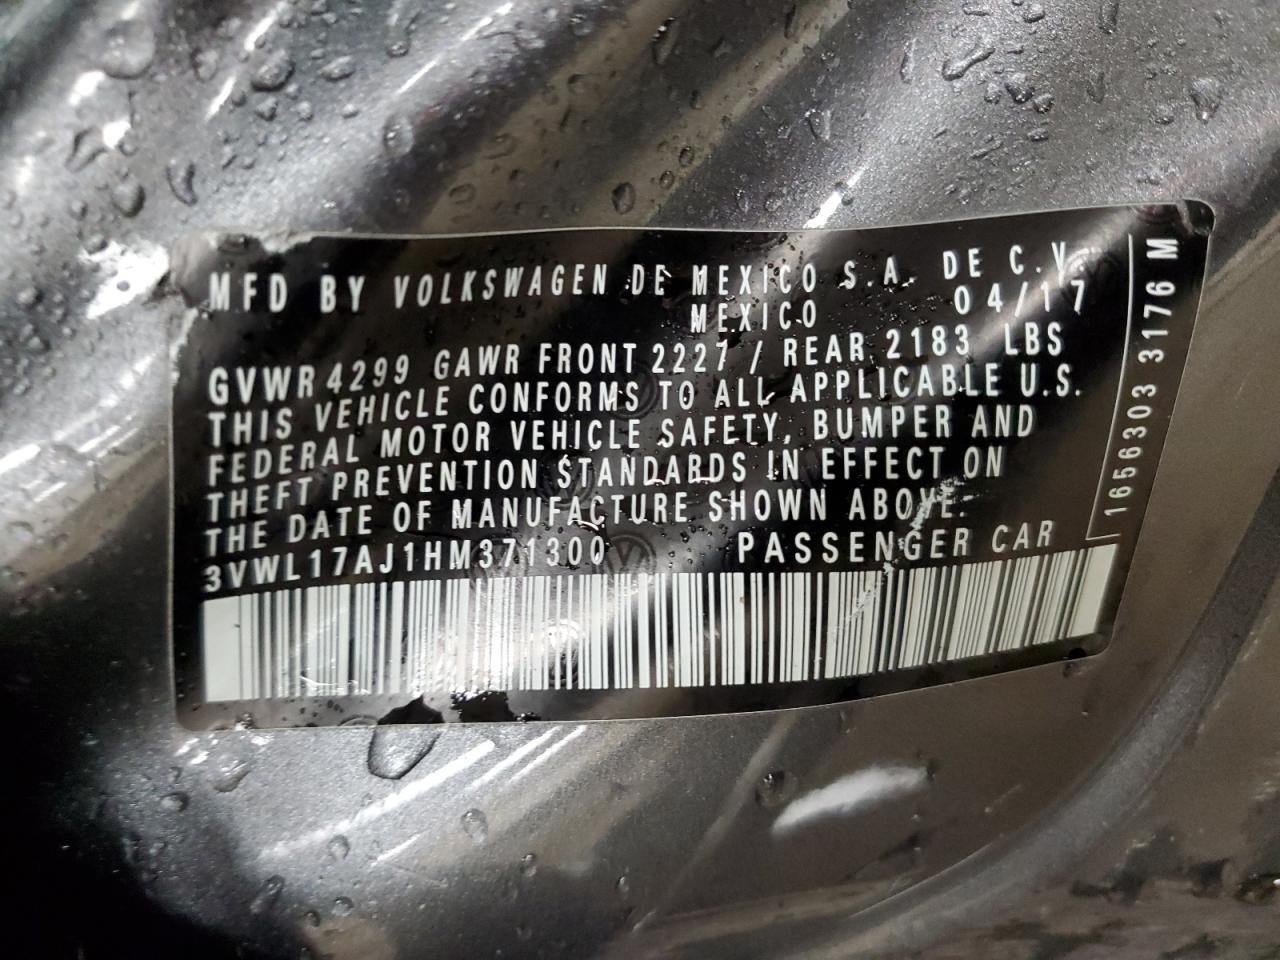 MFD BY VOLKSWAGEN DE MEXICO S.A. DE C.V.
MEXICO 04/17
GVWR 4299 GAWR FRONT 2227 / REAR 2183 LBS
THIS VEHICLE CONFORMS TO ALL APPLICABLE U.S.
FEDERAL MOTOR VEHICLE SAFETY, BUMPER AND
THEFT PREVENTION STANDARDS IN EFFECT ON
THE DATE OF MANUFACTURE SHOWN ABOVE.
3VWL17AJ1HM371300 PASSENGER CAR
1656303 3176 M